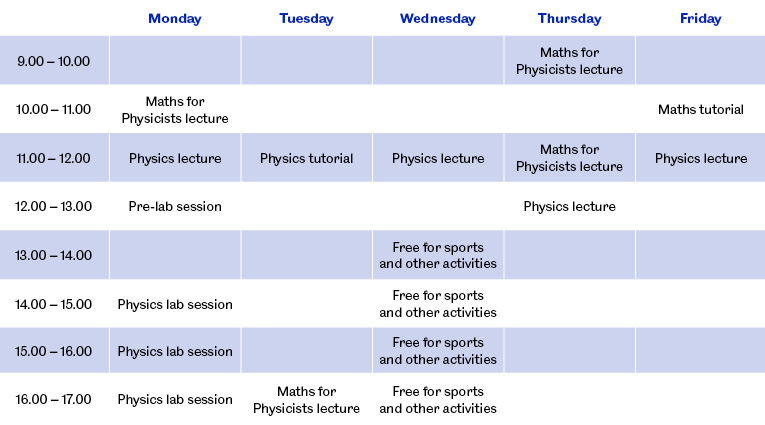 Monday Tuesday Wednesday Thursday Friday
9.00 – 10.00
Maths for
Physicists lecture
10.00 – 11.00
Maths for
Physicists lecture
Maths tutorial
11.00 – 12.00
Physics lecture
Physics tutorial
Physics lecture
Maths for
Physicists lecture
Physics lecture
12.00 – 13.00
Pre-lab session
Physics lecture
13.00 – 14.00
Free for sports
and other activities
14.00 – 15.00
Physics lab session
Free for sports
and other activities
15.00 – 16.00
Physics lab session
Free for sports
and other activities
16.00 – 17.00
Physics lab session
Maths for
Physicists lecture
Free for sports
and other activities